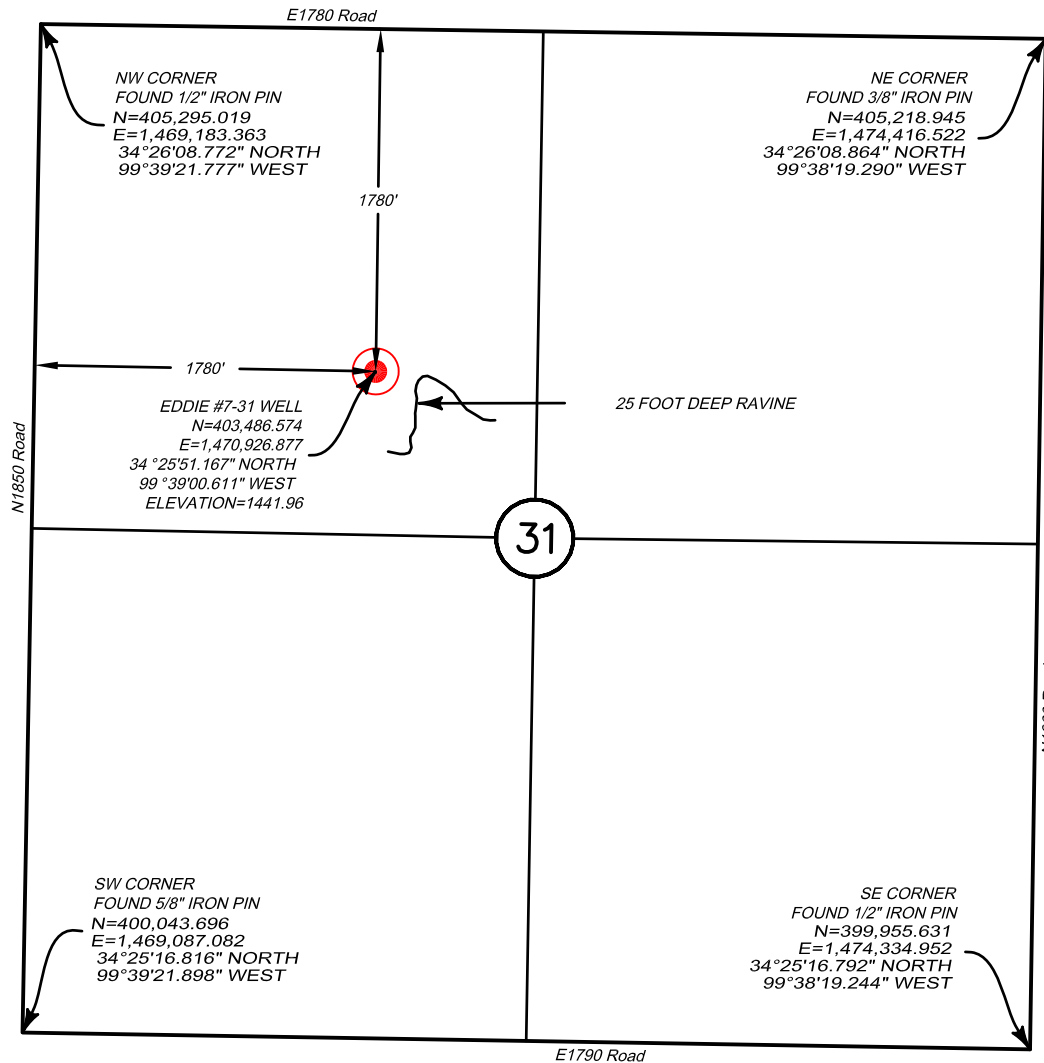 E1780 Road
NW CORNER
FOUND 1/2" IRON PIN
N=405,295.019
E=1,469,183.363
34°26'08.772" NORTH
99°39'21.777" WEST
NE CORNER
FOUND 3/8" IRON PIN
N=405,218.945
E=1,474,416.522
34°26'08.864" NORTH
99°38'19.290" WEST
1780'
1780'
EDDIE #7-31 WELL
N=403,486.574
E=1,470,926.877
34 °25'51.167" NORTH
99 °39'00.611" WEST
ELEVATION=1441.96
25 FOOT DEEP RAVINE
N1850 Road
31
SW CORNER
FOUND 5/8" IRON PIN
N=400,043.696
E=1,469,087.082
34°25'16.816" NORTH
99°39'21.898" WEST
SE CORNER
FOUND 1/2" IRON PIN
N=399,955.631
E=1,474,334.952
34°25'16.792" NORTH
99°38'19.244" WEST
E1790 Road